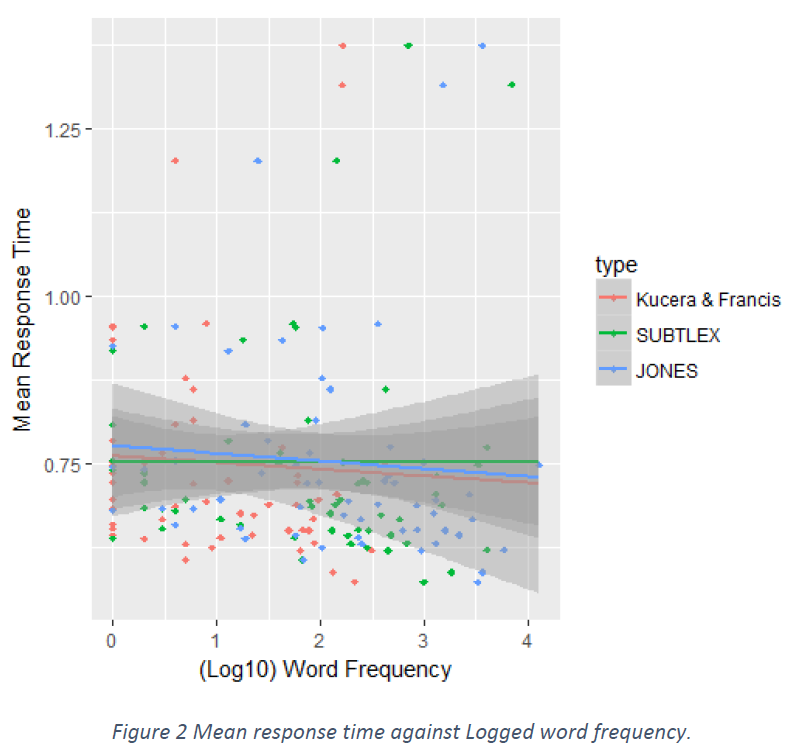 1.25
1.00
0.75
Mean Response Time
0 1 2 3 4
(Log10) Word Frequency
type
Kucera & Francis
SUBTLEX
JONES
Figure 2 Mean response time against Logged word frequency.